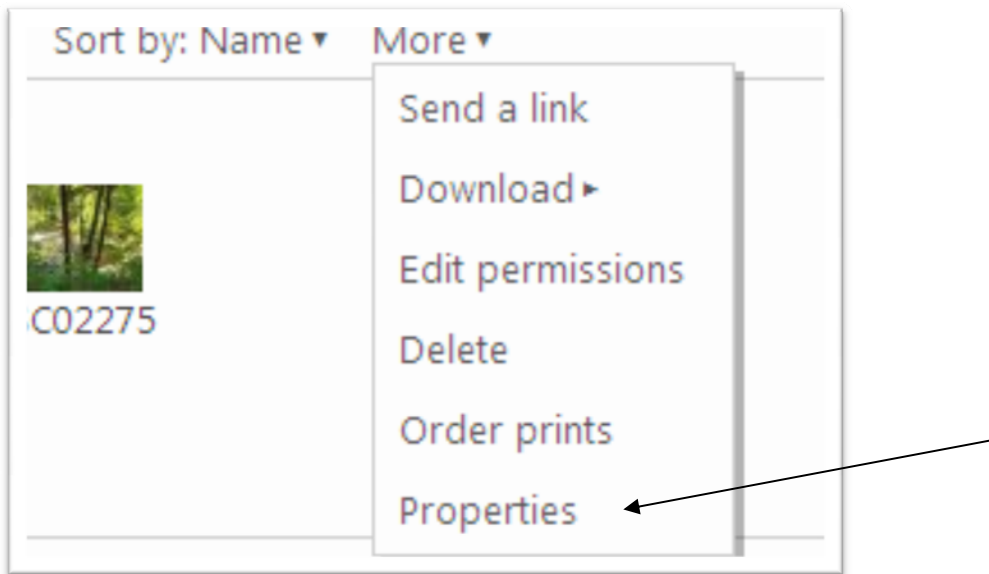 Sort by: Name ▾ More ▾
Send a link
Download ▸
Edit permissions
C02275
Delete
Order prints
Properties